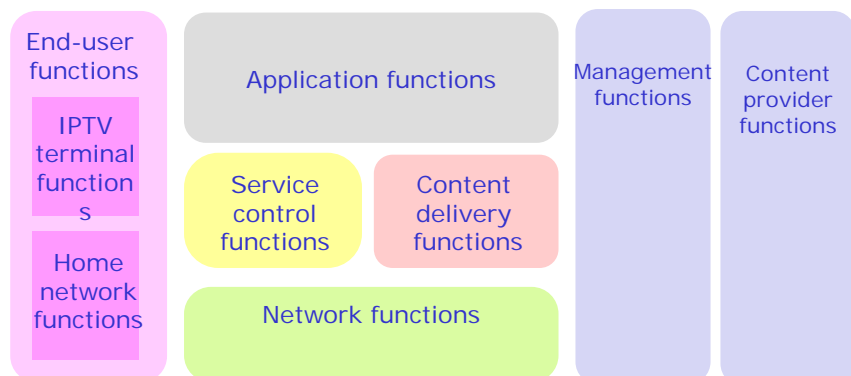 End-user
functions
IPTV
terminal
function
s
Home
network
functions
Application functions
Service
control
functions
Content
delivery
functions
Network functions
Management
functions
Content
provider
functions